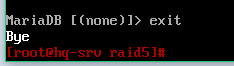 MariaDB [(none)]> exit
Bye
[root@hq-srv raid5]#